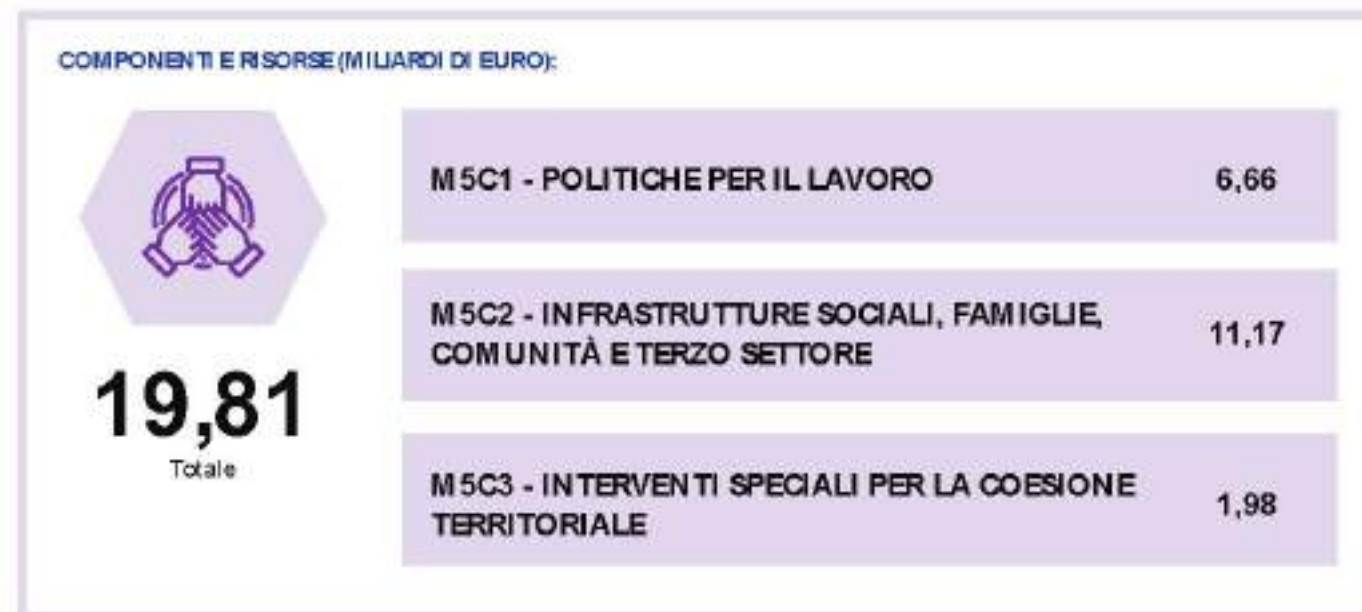 COMPONENTI E RISORSE (MILIARDI DI EURO):
M5C1 - POLITICHE PER IL LAVORO 6,66
M5C2 - INFRASTRUTTURE SOCIALI, FAMIGLIE,
COMUNITÀ E TERZO SETTORE 11,17
19,81
Totale
M5C3 - INTERVENTI SPECIALI PER LA COESIONE
TERRITORIALE 1,98